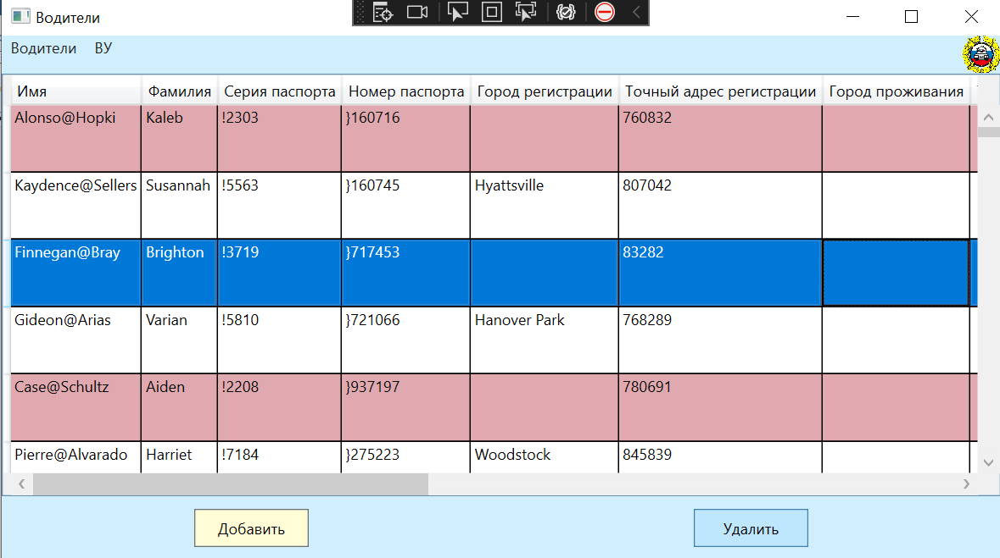 Водители
Водители ВУ
Имя Фамилия Серия паспорта Номер паспорта Город регистрации Точный адрес регистрации Город проживания
Alonso@Hopki Kaleb !2303 }160716 760832
Kaydence@Sellers Susannah !5563 }160745 Hyattsville 807042
Finnegan@Bray Brighton !3719 }717453 83282
Gideon@Arias Varian !5810 }721066 Hanover Park 768289
Case@Schultz Aiden !2208 }937197 780691
Pierre@Alvarado Harriet !7184 }275223 Woodstock 845839
Добавить Удалить